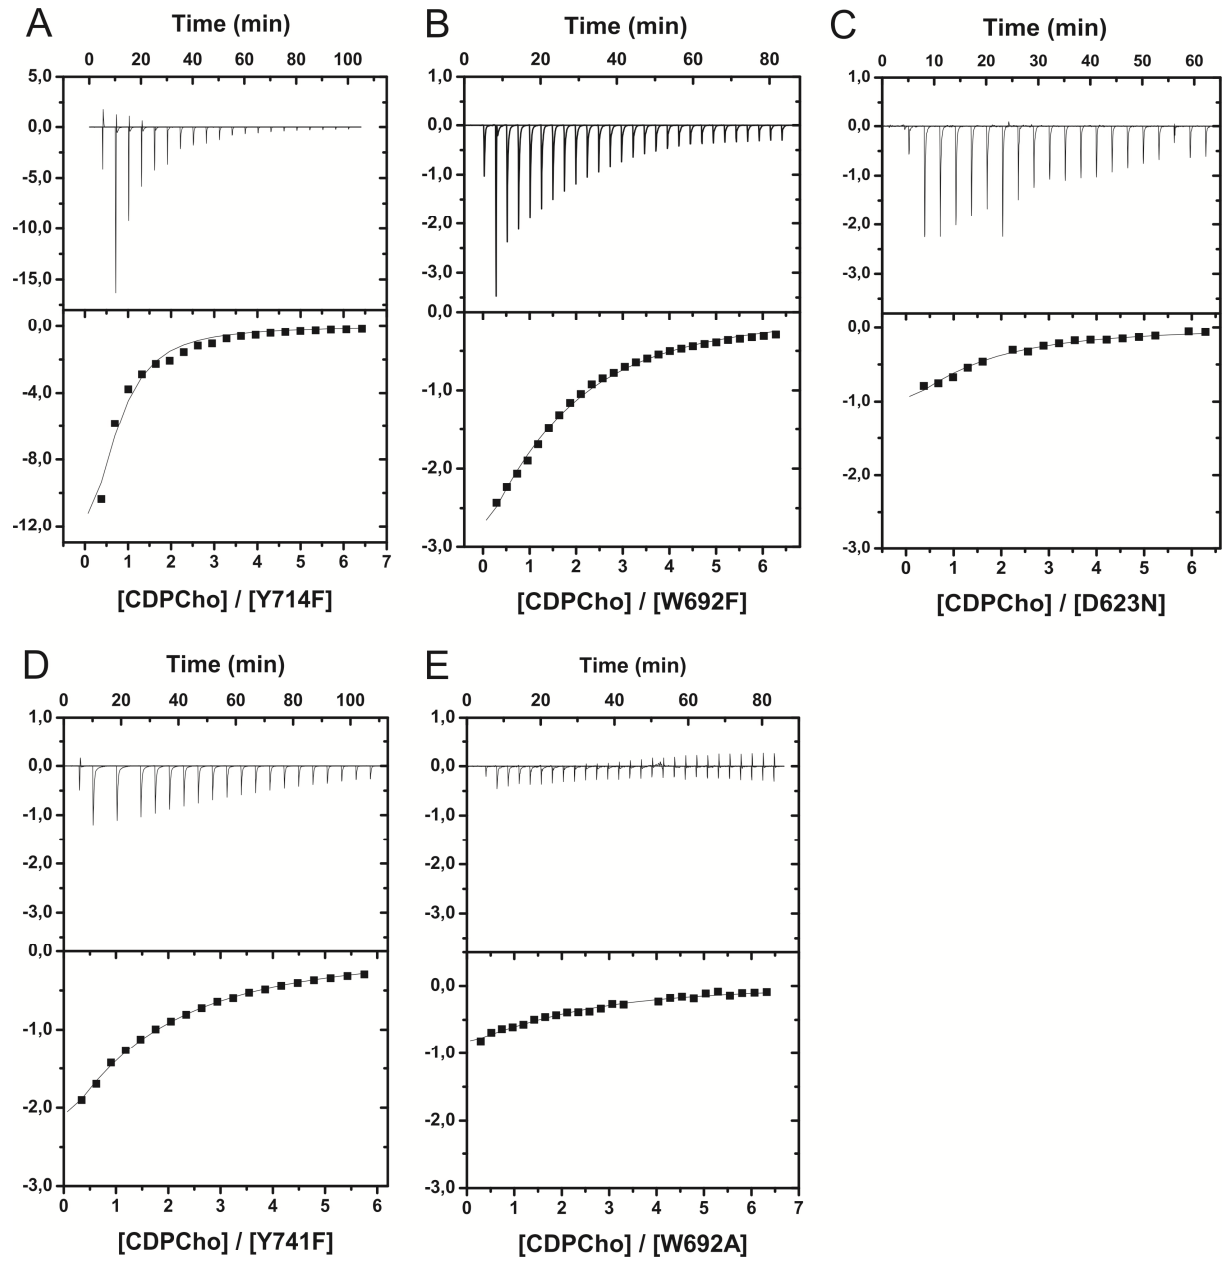 A
Time (min)
0 20 40 60 80 100
5,0
0,0
-5,0
-10,0
-15,0
0,0
-4,0
-8,0
-12,0
0 1 2 3 4 5 6 7
[CDPCho] / [Y714F]
B
Time (min)
0 20 40 60 80
1,0
0,0
-1,0
-2,0
-3,0
0,0
-1,0
-2,0
-3,0
0 1 2 3 4 5 6
[CDPCho] / [W692F]
C
Time (min)
0 10 20 30 40 50 60
1,0
0,0
-1,0
-2,0
-3,0
0,0
-1,0
-2,0
-3,0
0 1 2 3 4 5 6
[CDPCho] / [D623N]
D
Time (min)
0 20 40 60 80 100
1,0
0,0
-1,0
-2,0
-3,0
0,0
-1,0
-2,0
-3,0
0 1 2 3 4 5 6
[CDPCho] / [Y741F]
E
Time (min)
0 20 40 60 80
1,0
0,0
-1,0
-2,0
-3,0
0,0
-1,0
-2,0
-3,0
0 1 2 3 4 5 6 7
[CDPCho] / [W692A]